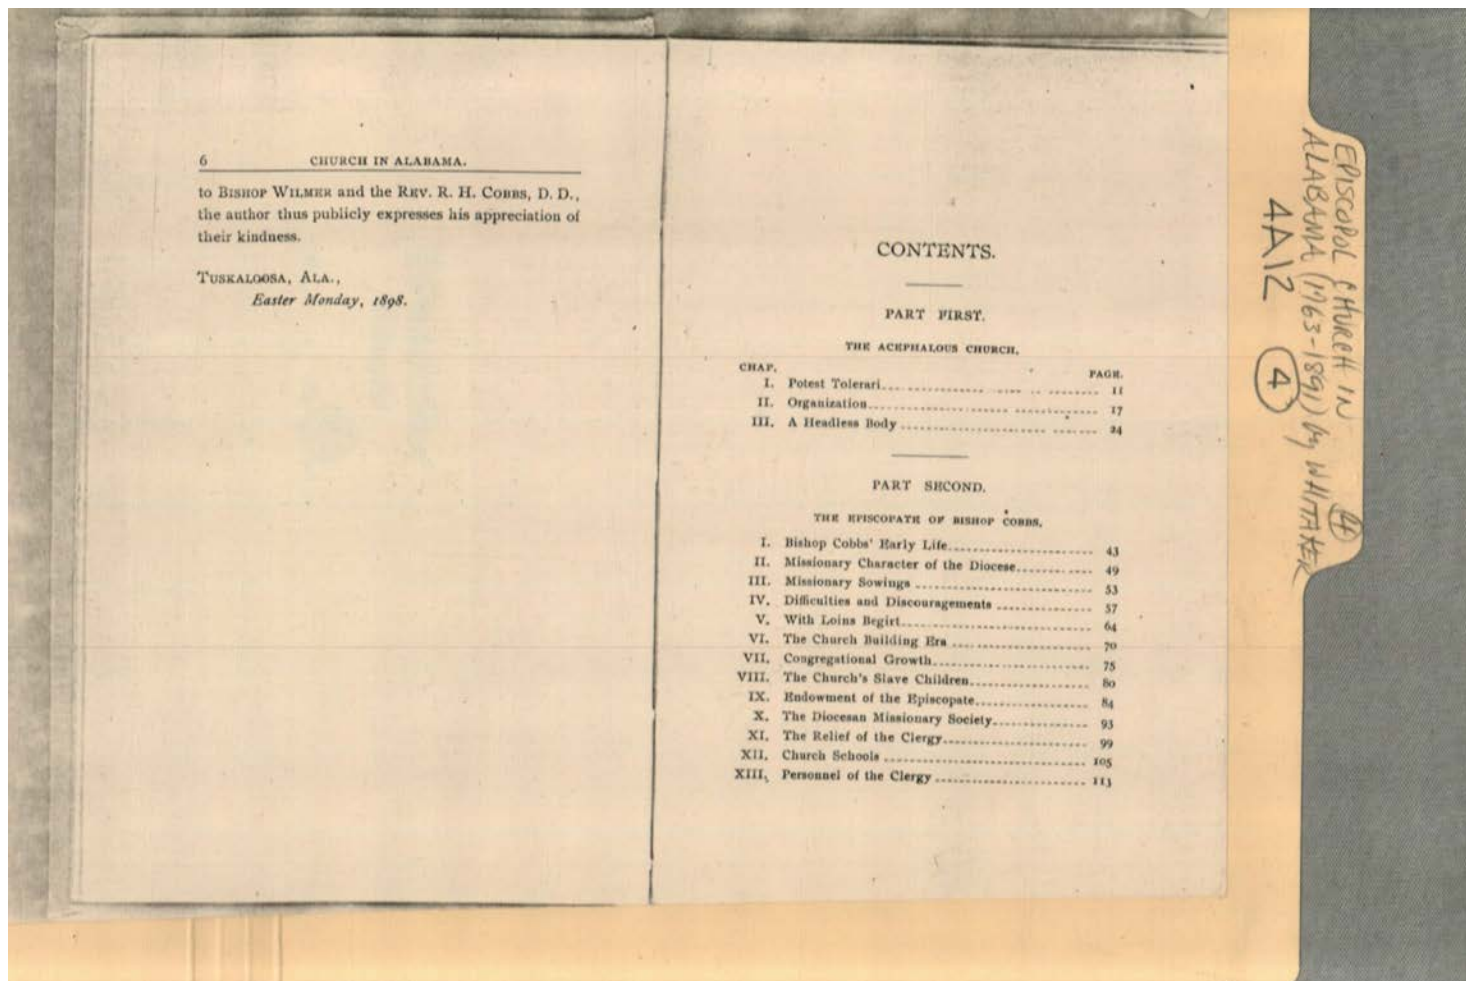 6 CHURCH IN ALABAMA.
to BISHOP WILMER and the REV. R. H. COBBS, D. D.,
the author thus publicly expresses his appreciation of
their kindness.
TUSKALOOSA, ALA.,
Easter Monday, 1898.
CONTENTS.
PART FIRST.
THE ACEPHALOUS CHURCH.
CHAP. PAGE.
I. Potest Tolerari 11
II. Organization 17
III. A Headless Body 24
PART SECOND.
THE EPISCOPATE OF BISHOP COBBS.
I. Bishop Cobbs' Early Life 43
II. Missionary Character of the Diocese 49
III. Missionary Sowings 53
IV. Difficulties and Discouragements 57
V. With Loins Begirt 64
VI. The Church Building Era 70
VII. Congregational Growth 75
VIII. The Church's Slave Children 80
IX. Endowment of the Episcopate 84
X. The Diocesan Missionary Society 93
XI. The Relief of the Clergy 99
XII. Church Schools 105
XIII. Personnel of the Clergy 113
EPISCOPOL CHURCH IN
ALABAMA (1763-1891) by WHITAKER
4A12 4